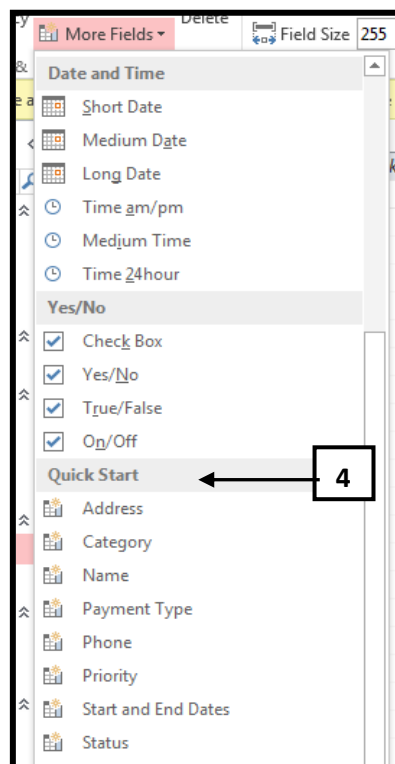 More Fields Delete Field Size 255
&
Date and Time
Short Date
Medium Date
Long Date
Time am/pm
Medium Time
Time 24hour
Yes/No
Check Box
Yes/No
True/False
On/Off
Quick Start
4
Address
Category
Name
Payment Type
Phone
Priority
Start and End Dates
Status